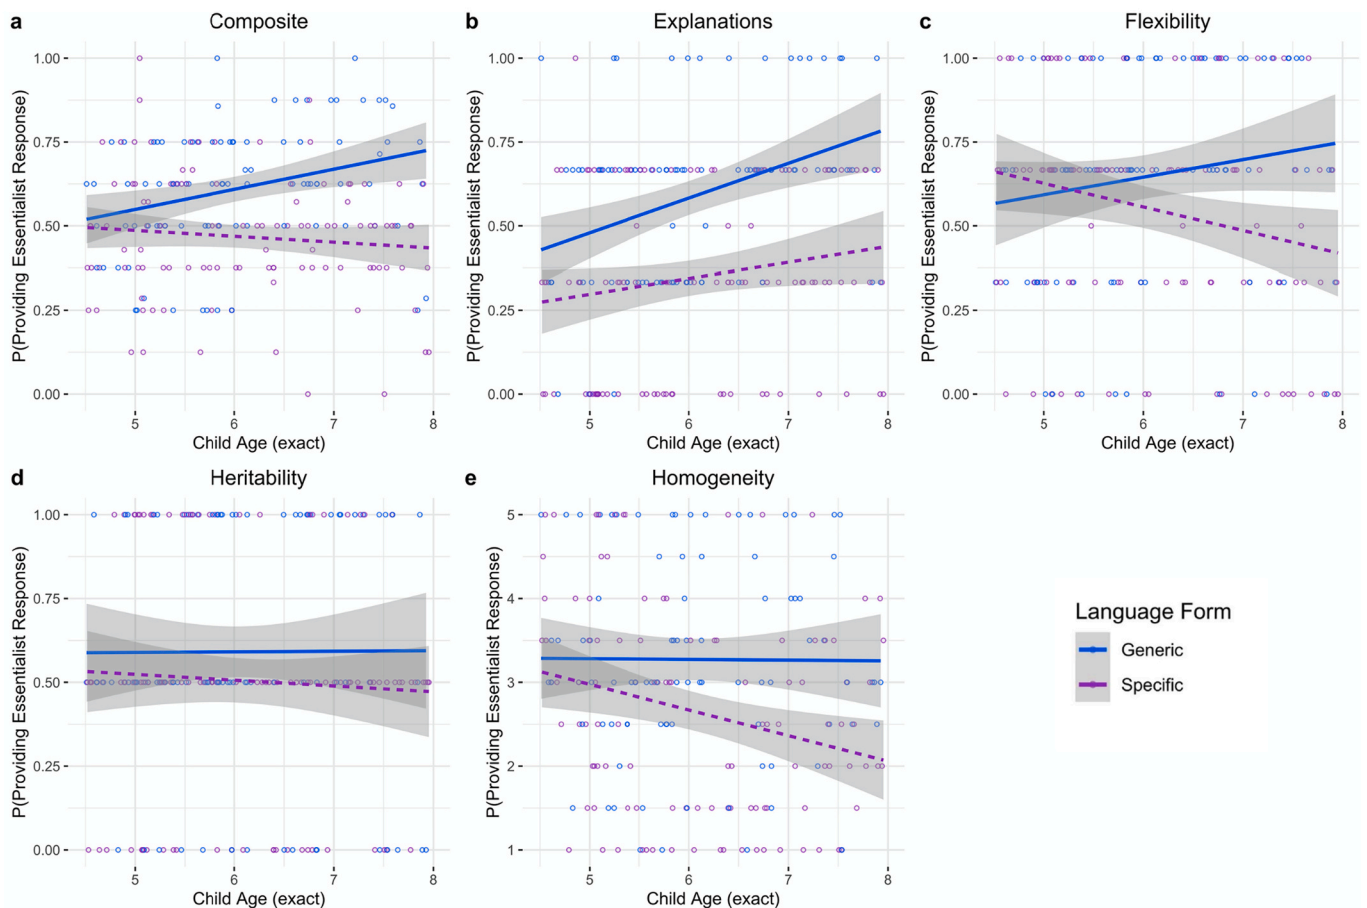 a Composite
P(Providing Essentialist Response)
1.00
0.75
0.50
0.25
0.00
5 6 7 8
Child Age (exact)
b Explanations
P(Providing Essentialist Response)
1.00
0.75
0.50
0.25
0.00
5 6 7 8
Child Age (exact)
c Flexibility
P(Providing Essentialist Response)
1.00
0.75
0.50
0.25
0.00
5 6 7 8
Child Age (exact)
d Heritability
P(Providing Essentialist Response)
1.00
0.75
0.50
0.25
0.00
5 6 7 8
Child Age (exact)
e Homogeneity
P(Providing Essentialist Response)
5
4
3
2
1
5 6 7 8
Child Age (exact)
Language Form
Generic
Specific